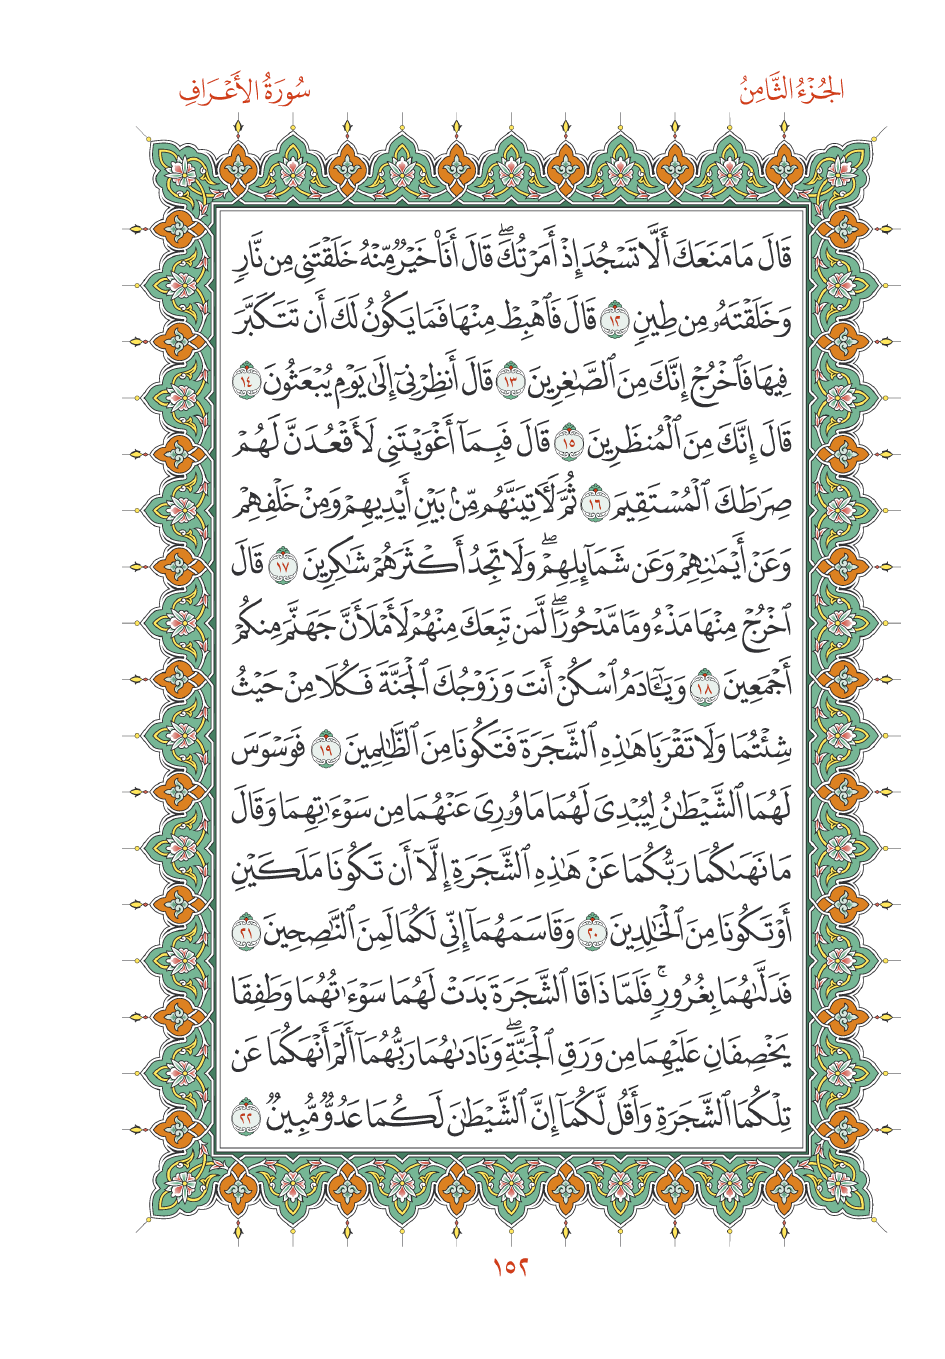 الجُزْءُ الثَّامِنُ
سُورَةُ الأَعْرَافِ
قَالَ مَا مَنَعَكَ أَلَّا تَسْجُدَ إِذْ أَمَرْتُكَۖ قَالَ أَنَا۠ خَيْرٌ مِّنْهُ خَلَقْتَنِي مِن نَّارٍ
وَخَلَقْتَهُۥ مِن طِينٍ ١٢ قَالَ فَٱهْبِطْ مِنْهَا فَمَا يَكُونُ لَكَ أَن تَتَكَبَّرَ
فِيهَا فَٱخْرُجْ إِنَّكَ مِنَ ٱلصَّٰغِرِينَ ١٣ قَالَ أَنظِرْنِيٓ إِلَىٰ يَوْمِ يُبْعَثُونَ ١٤
قَالَ إِنَّكَ مِنَ ٱلْمُنظَرِينَ ١٥ قَالَ فَبِمَآ أَغْوَيْتَنِي لَأَقْعُدَنَّ لَهُمْ
صِرَٰطَكَ ٱلْمُسْتَقِيمَ ١٦ ثُمَّ لَأٓتِيَنَّهُم مِّنۢ بَيْنِ أَيْدِيهِمْ وَمِنْ خَلْفِهِمْ
وَعَنْ أَيْمَٰنِهِمْ وَعَن شَمَآئِلِهِمْۖ وَلَا تَجِدُ أَكْثَرَهُمْ شَٰكِرِينَ ١٧ قَالَ
ٱخْرُجْ مِنْهَا مَذْءُومًا مَّدْحُورًاۖ لَّمَن تَبِعَكَ مِنْهُمْ لَأَمْلَأَنَّ جَهَنَّمَ مِنكُمْ
أَجْمَعِينَ ١٨ وَيَٰٓـَٔادَمُ ٱسْكُنْ أَنتَ وَزَوْجُكَ ٱلْجَنَّةَ فَكُلَا مِنْ حَيْثُ
شِئْتُمَا وَلَا تَقْرَبَا هَٰذِهِ ٱلشَّجَرَةَ فَتَكُونَا مِنَ ٱلظَّٰلِمِينَ ١٩ فَوَسْوَسَ
لَهُمَا ٱلشَّيْطَٰنُ لِيُبْدِيَ لَهُمَا مَا وُۥرِيَ عَنْهُمَا مِن سَوْءَٰتِهِمَا وَقَالَ
مَا نَهَىٰكُمَا رَبُّكُمَا عَنْ هَٰذِهِ ٱلشَّجَرَةِ إِلَّآ أَن تَكُونَا مَلَكَيْنِ
أَوْ تَكُونَا مِنَ ٱلْخَٰلِدِينَ ٢٠ وَقَاسَمَهُمَآ إِنِّي لَكُمَا لَمِنَ ٱلنَّٰصِحِينَ ٢١
فَدَلَّىٰهُمَا بِغُرُورٍۚ فَلَمَّا ذَاقَا ٱلشَّجَرَةَ بَدَتْ لَهُمَا سَوْءَٰتُهُمَا وَطَفِقَا
يَخْصِفَانِ عَلَيْهِمَا مِن وَرَقِ ٱلْجَنَّةِۖ وَنَادَىٰهُمَا رَبُّهُمَآ أَلَمْ أَنْهَكُمَا عَن
تِلْكُمَا ٱلشَّجَرَةِ وَأَقُل لَّكُمَآ إِنَّ ٱلشَّيْطَٰنَ لَكُمَا عَدُوٌّ مُّبِينٌ ٢٢
١٥٢